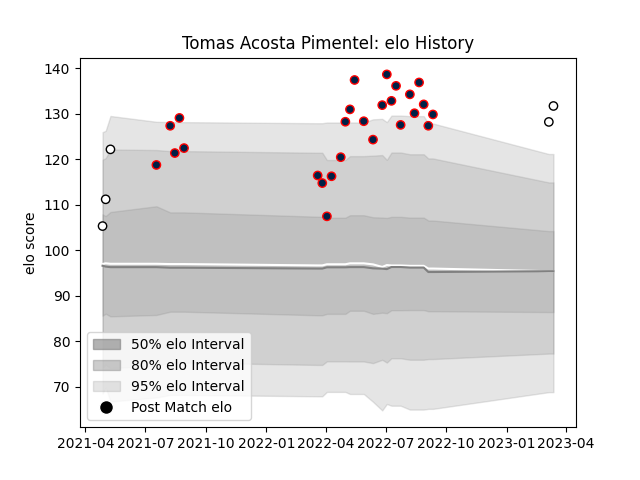 Tomas Acosta Pimentel: elo History
elo score
140
130
120
110
100
90
80
70
50% elo Interval
80% elo Interval
95% elo Interval
Post Match elo
2021-04 2021-07 2021-10 2022-01 2022-04 2022-07 2022-10 2023-01 2023-04